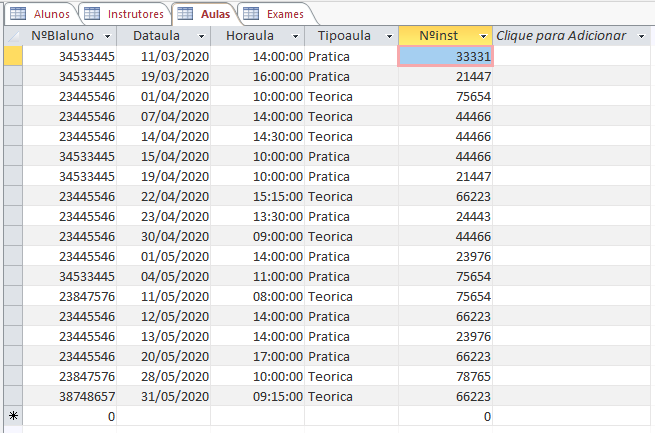 Alunos Instrutores Aulas Exames
NºBIaluno Dataula Horaula Tipoaula Nºinst Clique para Adicionar
34533445 11/03/2020 14:00:00 Pratica 33331
34533445 19/03/2020 16:00:00 Pratica 21447
23445546 01/04/2020 10:00:00 Teorica 75654
23445546 07/04/2020 14:00:00 Teorica 44466
23445546 14/04/2020 14:30:00 Teorica 44466
34533445 15/04/2020 10:00:00 Pratica 44466
34533445 19/04/2020 10:00:00 Pratica 21447
23445546 22/04/2020 15:15:00 Teorica 66223
23445546 23/04/2020 13:30:00 Pratica 24443
23445546 30/04/2020 09:00:00 Teorica 44466
23445546 01/05/2020 14:00:00 Pratica 23976
34533445 04/05/2020 11:00:00 Pratica 75654
23847576 11/05/2020 08:00:00 Teorica 75654
23445546 12/05/2020 14:00:00 Pratica 66223
23445546 13/05/2020 14:00:00 Pratica 23976
23445546 20/05/2020 17:00:00 Pratica 66223
23847576 28/05/2020 10:00:00 Teorica 78765
38748657 31/05/2020 09:15:00 Teorica 66223
* 0 0